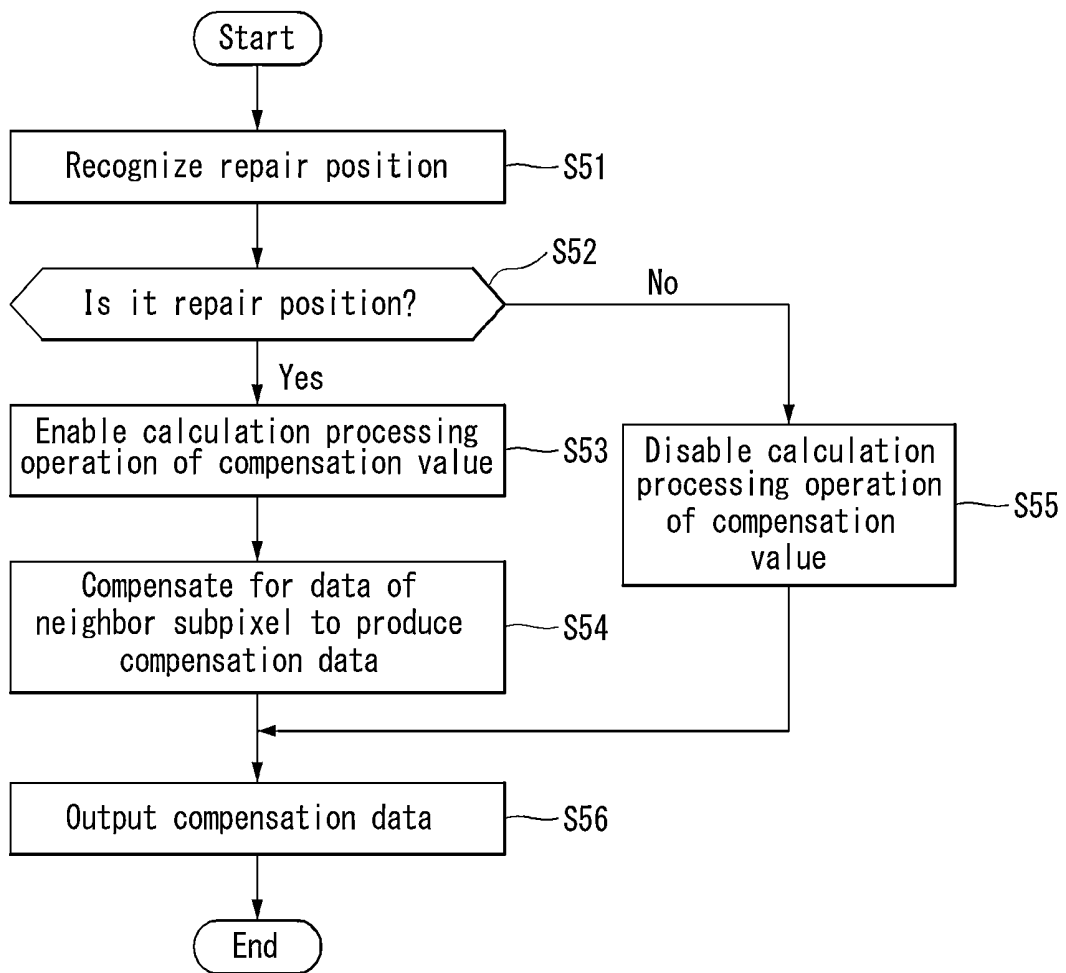 Start
Recognize repair position
S51
S52
Is it repair position?
No
Yes
Enable calculation processing
operation of compensation value
S53
Disable calculation
processing operation
of compensation
value
S55
Compensate for data of
neighbor subpixel to produce
compensation data
S54
Output compensation data
S56
End